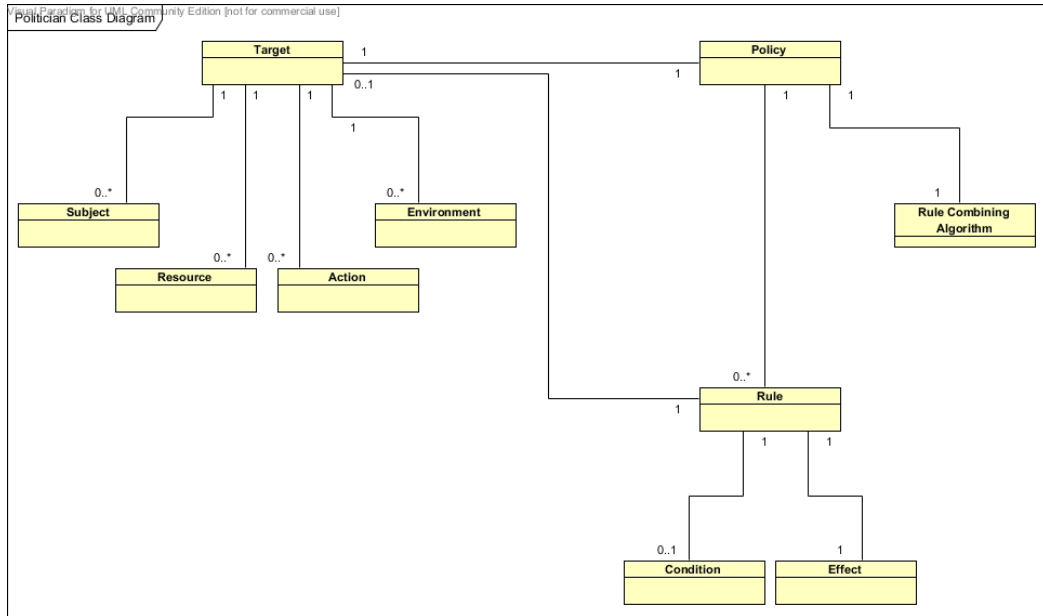 Visual Paradigm for UML Community Edition [not for commercial use]
Politician Class Diagram
Target
Policy
1
1
0..1
1
1
1
1
1
1
1
0..*
0..*
1
Subject
Environment
Rule Combining
Algorithm
0..*
0..*
Resource
Action
0..*
Rule
1
1
1
0..1
1
Condition
Effect